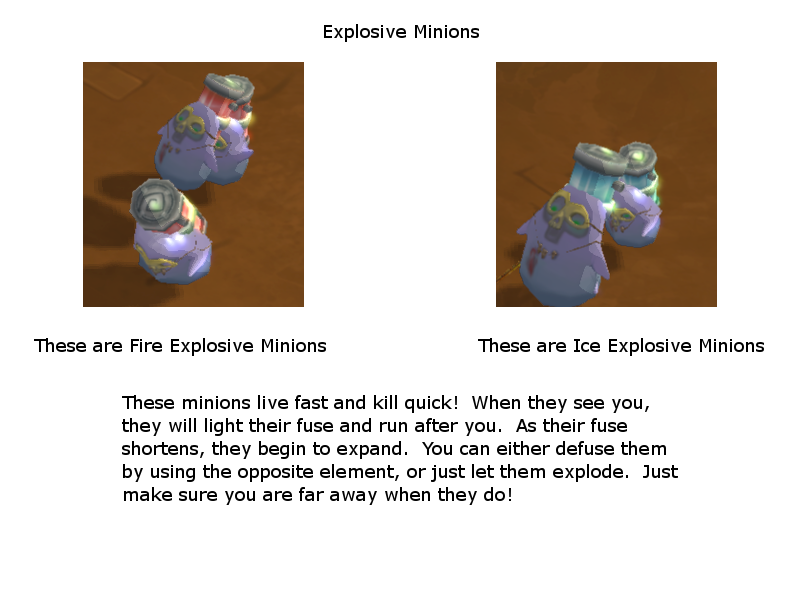 Explosive Minions
These are Fire Explosive Minions
These are Ice Explosive Minions
These minions live fast and kill quick!  When they see you,
they will light their fuse and run after you.  As their fuse
shortens, they begin to expand.  You can either defuse them
by using the opposite element, or just let them explode.  Just
make sure you are far away when they do!